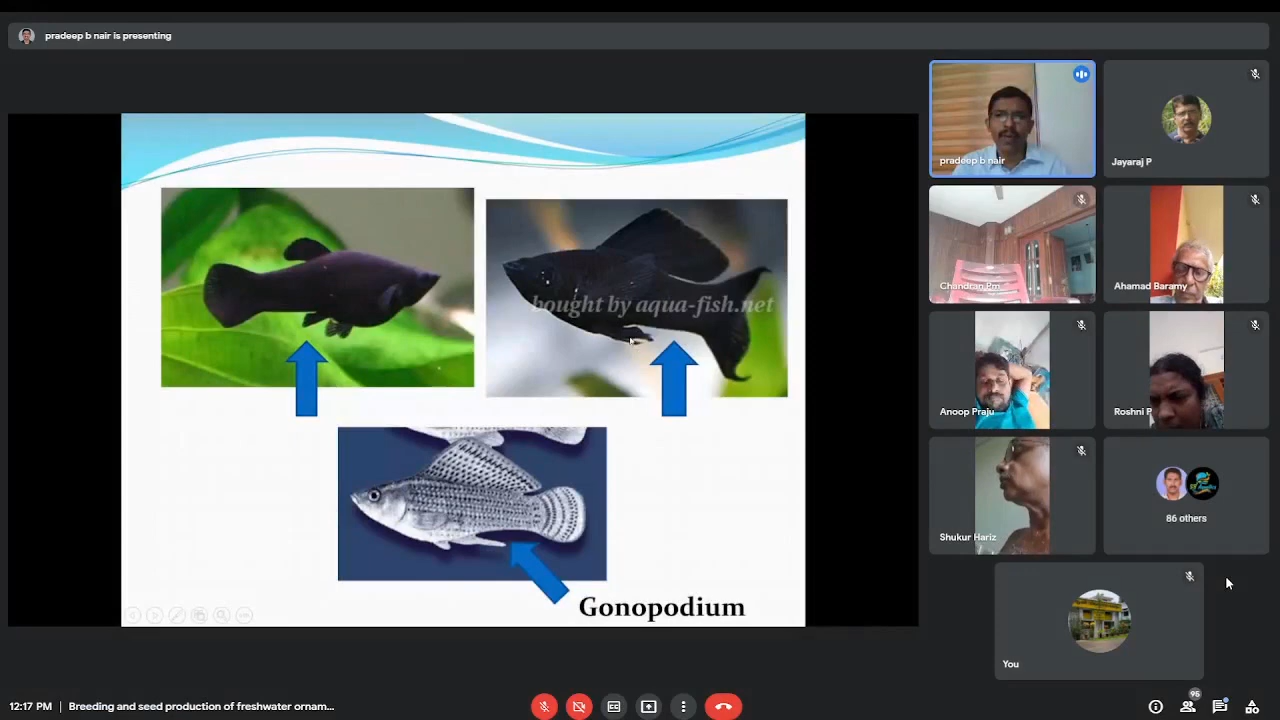 pradeep b nair is presenting
pradeep b nair
Jayaraj P
Chandran Pm
Ahamad Baramy
bought by aqua-fish.net
Anoop Praju
Roshni P
Shukur Hariz
86 others
Gonopodium
You
12:17 PM | Breeding and seed production of freshwater ornam...
95